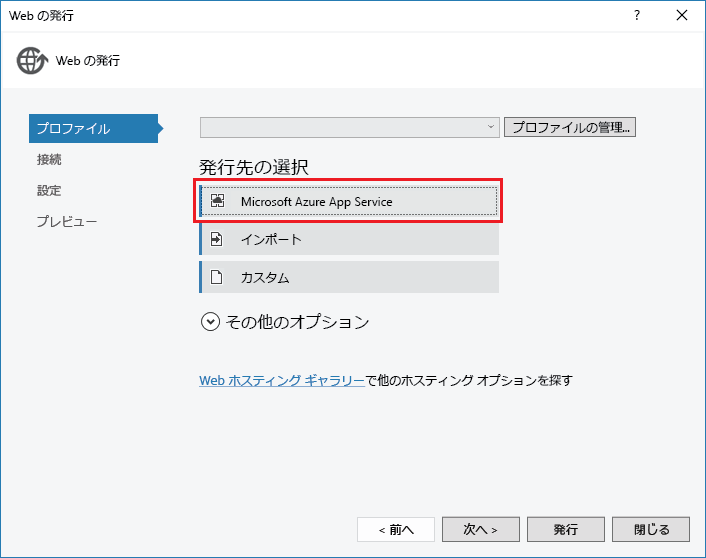 Web の発行
?
Web の発行
プロファイル
接続
設定
プレビュー
プロファイルの管理...
発行先の選択
Microsoft Azure App Service
インポート
カスタム
その他のオプション
Web ホスティング ギャラリーで他のホスティング オプションを探す
< 前へ 次へ > 発行 閉じる